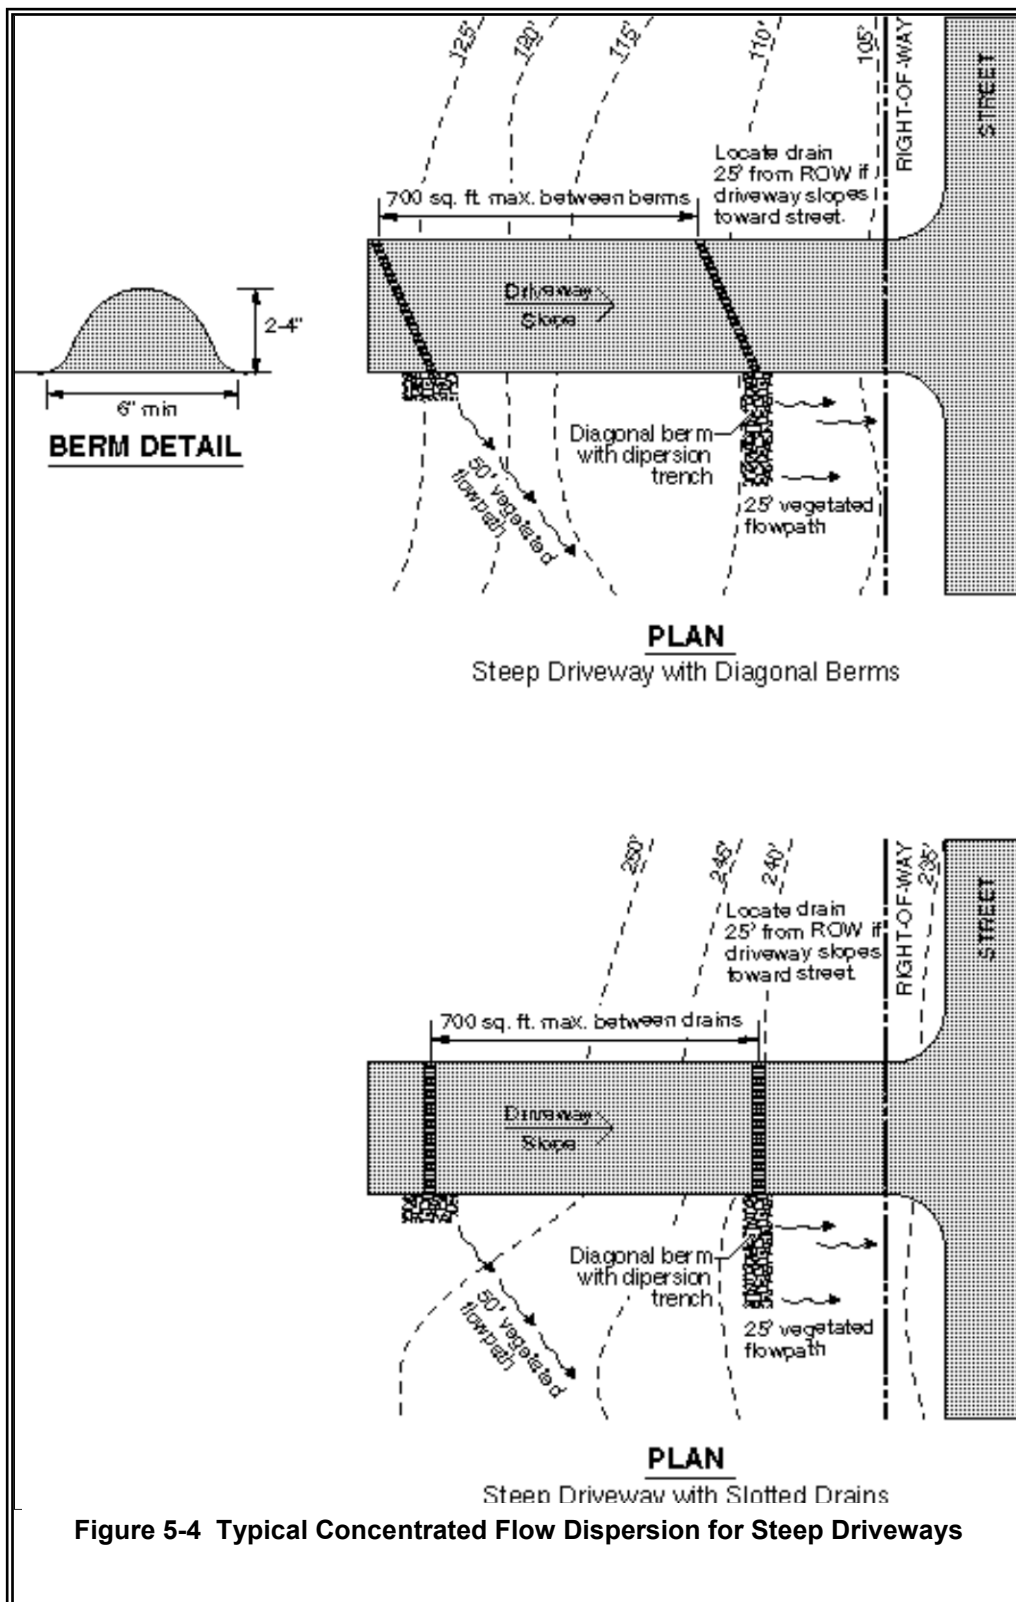 125'
120'
115'
110'
105'
RIGHT-OF-WAY
STREET
Locate drain
25' from ROW if
driveway slopes
toward street.
700 sq. ft. max. between berms
Driveway
Slope
2-4"
6" min
BERM DETAIL
Diagonal berm
with dipersion
trench
50' vegetated
flowpath
25' vegetated
flowpath
PLAN
Steep Driveway with Diagonal Berms
250'
245'
240'
235'
RIGHT-OF-WAY
STREET
Locate drain
25' from ROW if
driveway slopes
toward street.
700 sq. ft. max. between drains
Driveway
Slope
Diagonal berm
with dipersion
trench
50' vegetated
flowpath
25' vegetated
flowpath
PLAN
Steep Driveway with Slotted Drains
Figure 5-4 Typical Concentrated Flow Dispersion for Steep Driveways